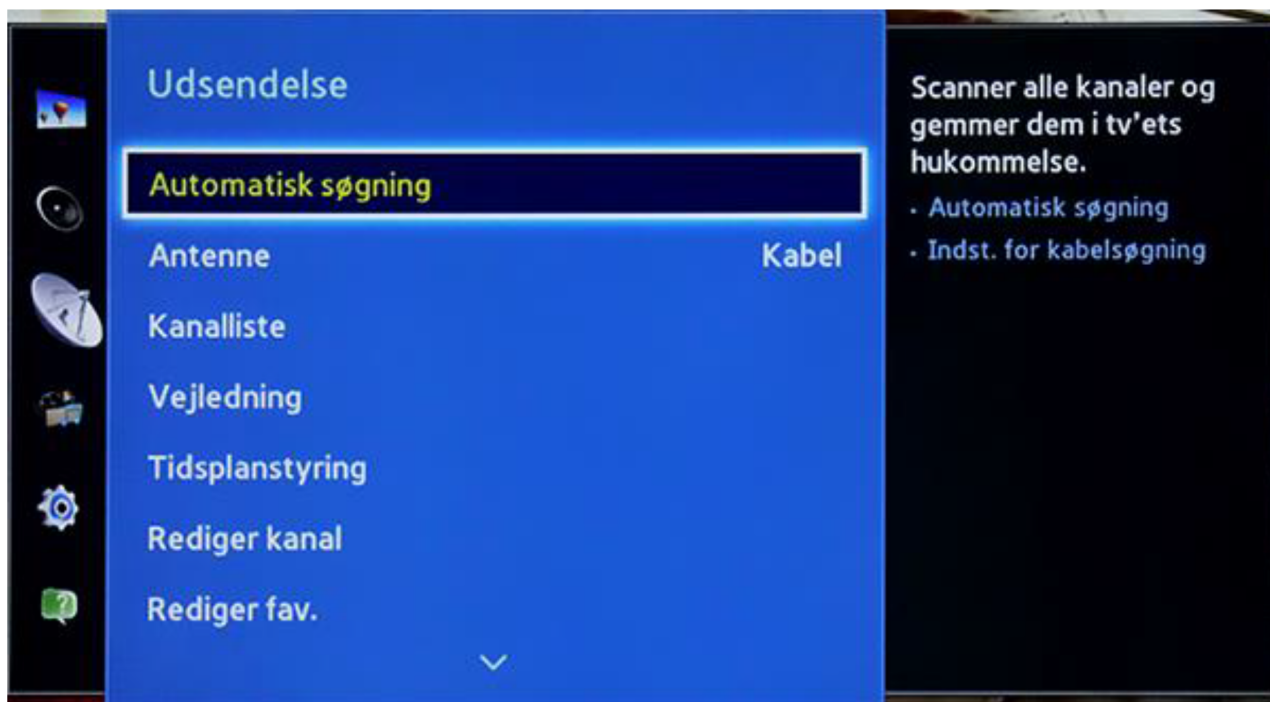 Udsendelse
Automatisk søgning
Antenne Kabel
Kanalliste
Vejledning
Tidsplanstyring
Rediger kanal
Rediger fav.
Scanner alle kanaler og
gemmer dem i tv'ets
hukommelse.
· Automatisk søgning
· Indst. for kabelsøgning